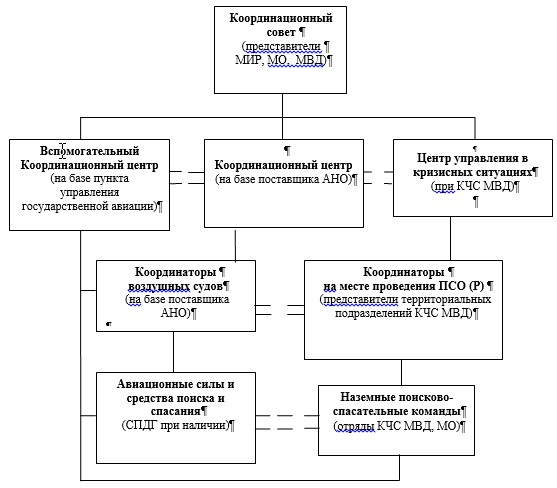 Координационный ¶
совет ¶
(представители ¶
МИР, МО, МВД)¶
Вспомогательный
Координационный центр
(на базе пункта
управления
государственной авиации)¶
¶
Координационный центр
(на базе поставщика АНО)¶
¶
Центр управления в
кризисных ситуациях¶
(при КЧС МВД)¶
¶
Координаторы ¶
воздушных судов¶
(на базе поставщика
АНО)¶
¶
Координаторы ¶
на месте проведения ПСО (Р) ¶
(представители территориальных
подразделений КЧС МВД)¶
Авиационные силы и
средства поиска и
спасания¶
(СПДГ при наличии)¶
Наземные поисково-
спасательные команды¶
(отряды КЧС МВД, МО)¶